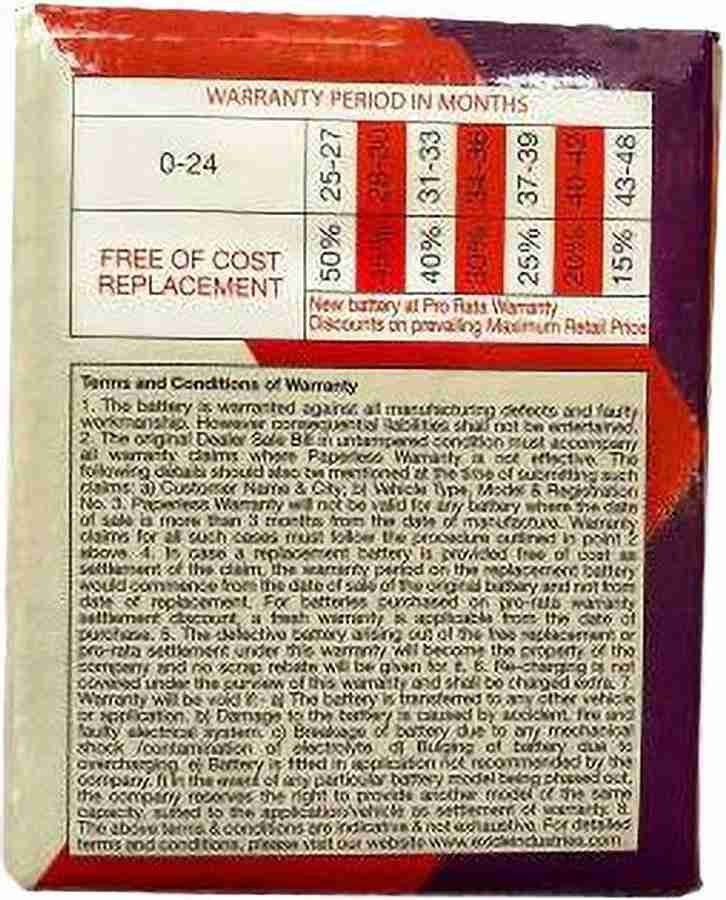 WARRANTY PERIOD IN MONTHS
0-24 25-27 28-30 31-33 34-36 37-39 40-42 43-48
FREE OF COST REPLACEMENT 50% 45% 40% 30% 25% 20% 15%
New battery at Pro Rata Warranty
Discounts on prevailing Maximum Retail Price
Terms and Conditions of Warranty
1. The battery is warranted against all manufacturing defects and faulty
workmanship. However consequential liabilities shall not be entertained.
2. The original Dealer Sale Bill in untampered condition must accompany
all warranty claims where Paperless Warranty is not effective. The
following details should also be mentioned at the time of submitting such
claims: a) Customer Name & City, b) Vehicle Type, Model & Registration
No. 3. Paperless Warranty will not be valid for any battery where the date
of sale is more than 3 months from the date of manufacture. Warranty
claims for all such cases must follow the procedure outlined in point 2
above. 4. In case a replacement battery is provided free of cost as
settlement of the claim, the warranty period on the replacement battery
would commence from the date of sale of the original battery and not from
date of replacement. For batteries purchased on pro-rata warranty
settlement discount, a fresh warranty is applicable from the date of
purchase. 5. The defective battery arising out of the free replacement or
pro-rata settlement under this warranty will become the property of the
company and no scrap rebate will be given for it. 6. Re-charging is not
covered under the purview of this warranty and shall be charged extra. 7.
Warranty will be void if:- a) The battery is transferred to any other vehicle
or application. b) Damage to the battery is caused by accident, fire and
faulty electrical system. c) Breakage of battery due to any mechanical
shock /contamination of electrolyte. d) Bulging of battery due to
overcharging. e) Battery is fitted in application not recommended by the
company. f) In the event of any particular battery model being phased out,
the company reserves the right to provide another model of the same
capacity, suited to the application/vehicle as settlement of warranty. 8.
The above terms & conditions are indicative & not exhaustive. For detailed
terms and conditions, please visit our website www.exideindustries.com